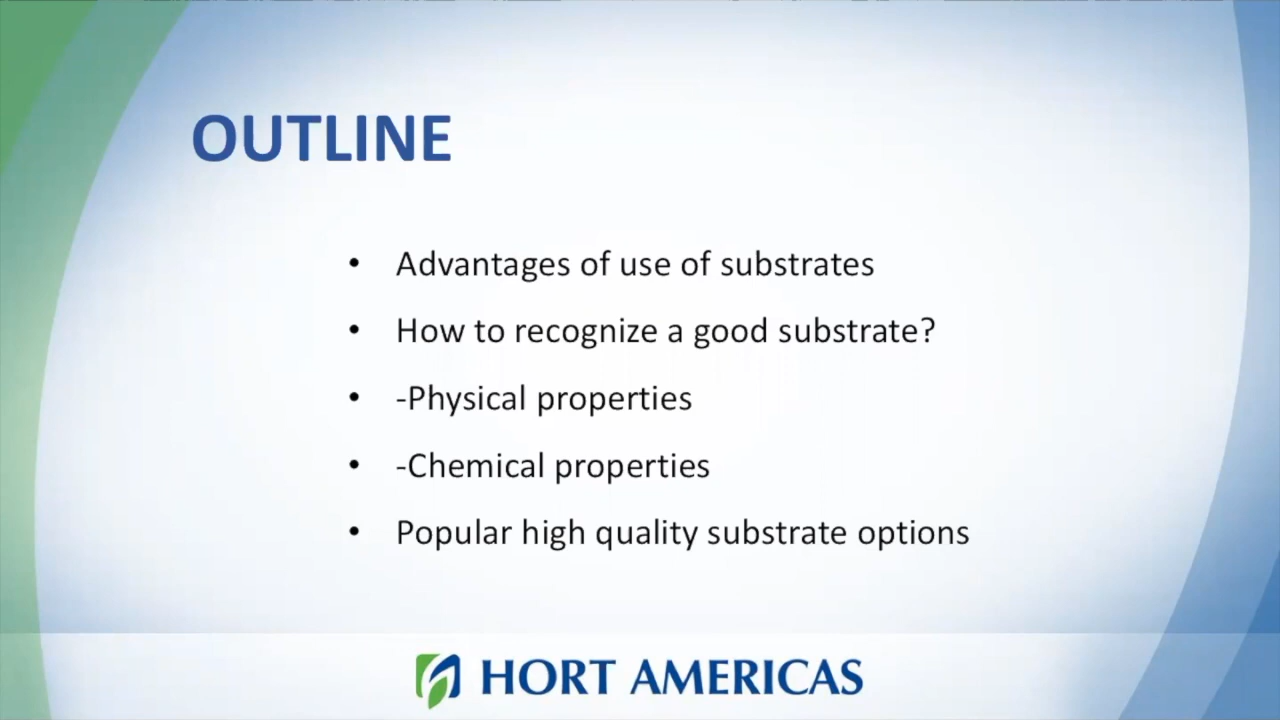 OUTLINE
• Advantages of use of substrates
• How to recognize a good substrate?
• -Physical properties
• -Chemical properties
• Popular high quality substrate options
HORT AMERICAS